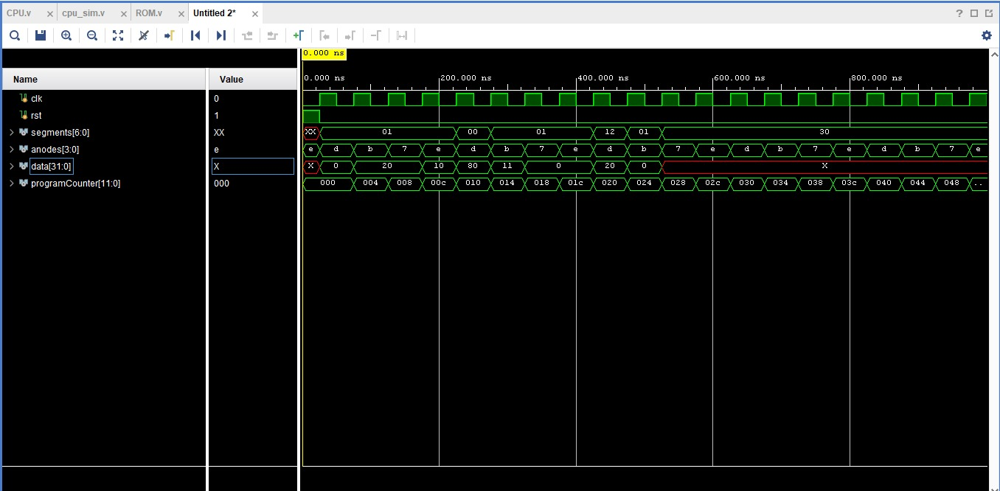 CPU.v × cpu_sim.v × ROM.v × Untitled 2* ×
?
0.000 ns
Name Value
0.000 ns 200.000 ns 400.000 ns 600.000 ns 800.000 ns
clk 0
rst 1
segments[6:0] XX XX 01 00 01 12 01 30
anodes[3:0] e e d b 7 e d b 7 e d b 7 e d b 7 e d b 7 e
data[31:0] X X 0 20 10 80 11 0 20 0 X
programCounter[11:0] 000 000 004 008 00c 010 014 018 01c 020 024 028 02c 030 034 038 03c 040 044 048 ..